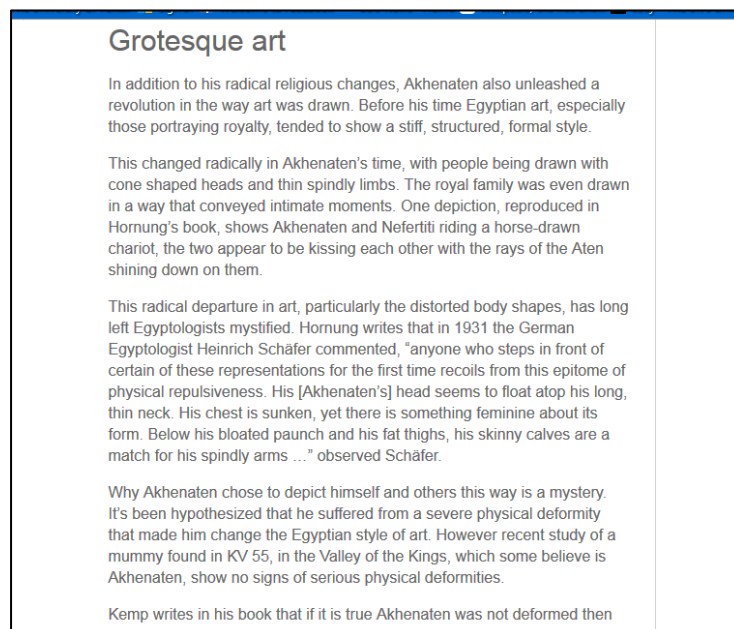 Grotesque art
In addition to his radical religious changes, Akhenaten also unleashed a
revolution in the way art was drawn. Before his time Egyptian art, especially
those portraying royalty, tended to show a stiff, structured, formal style.
This changed radically in Akhenaten's time, with people being drawn with
cone shaped heads and thin spindly limbs. The royal family was even drawn
in a way that conveyed intimate moments. One depiction, reproduced in
Hornung's book, shows Akhenaten and Nefertiti riding a horse-drawn
chariot, the two appear to be kissing each other with the rays of the Aten
shining down on them.
This radical departure in art, particularly the distorted body shapes, has long
left Egyptologists mystified. Hornung writes that in 1931 the German
Egyptologist Heinrich Schäfer commented, “anyone who steps in front of
certain of these representations for the first time recoils from this epitome of
physical repulsiveness. His [Akhenaten's] head seems to float atop his long,
thin neck. His chest is sunken, yet there is something feminine about its
form. Below his bloated paunch and his fat thighs, his skinny calves are a
match for his spindly arms …” observed Schäfer.
Why Akhenaten chose to depict himself and others this way is a mystery.
It's been hypothesized that he suffered from a severe physical deformity
that made him change the Egyptian style of art. However recent study of a
mummy found in KV 55, in the Valley of the Kings, which some believe is
Akhenaten, show no signs of serious physical deformities.
Kemp writes in his book that if it is true Akhenaten was not deformed then